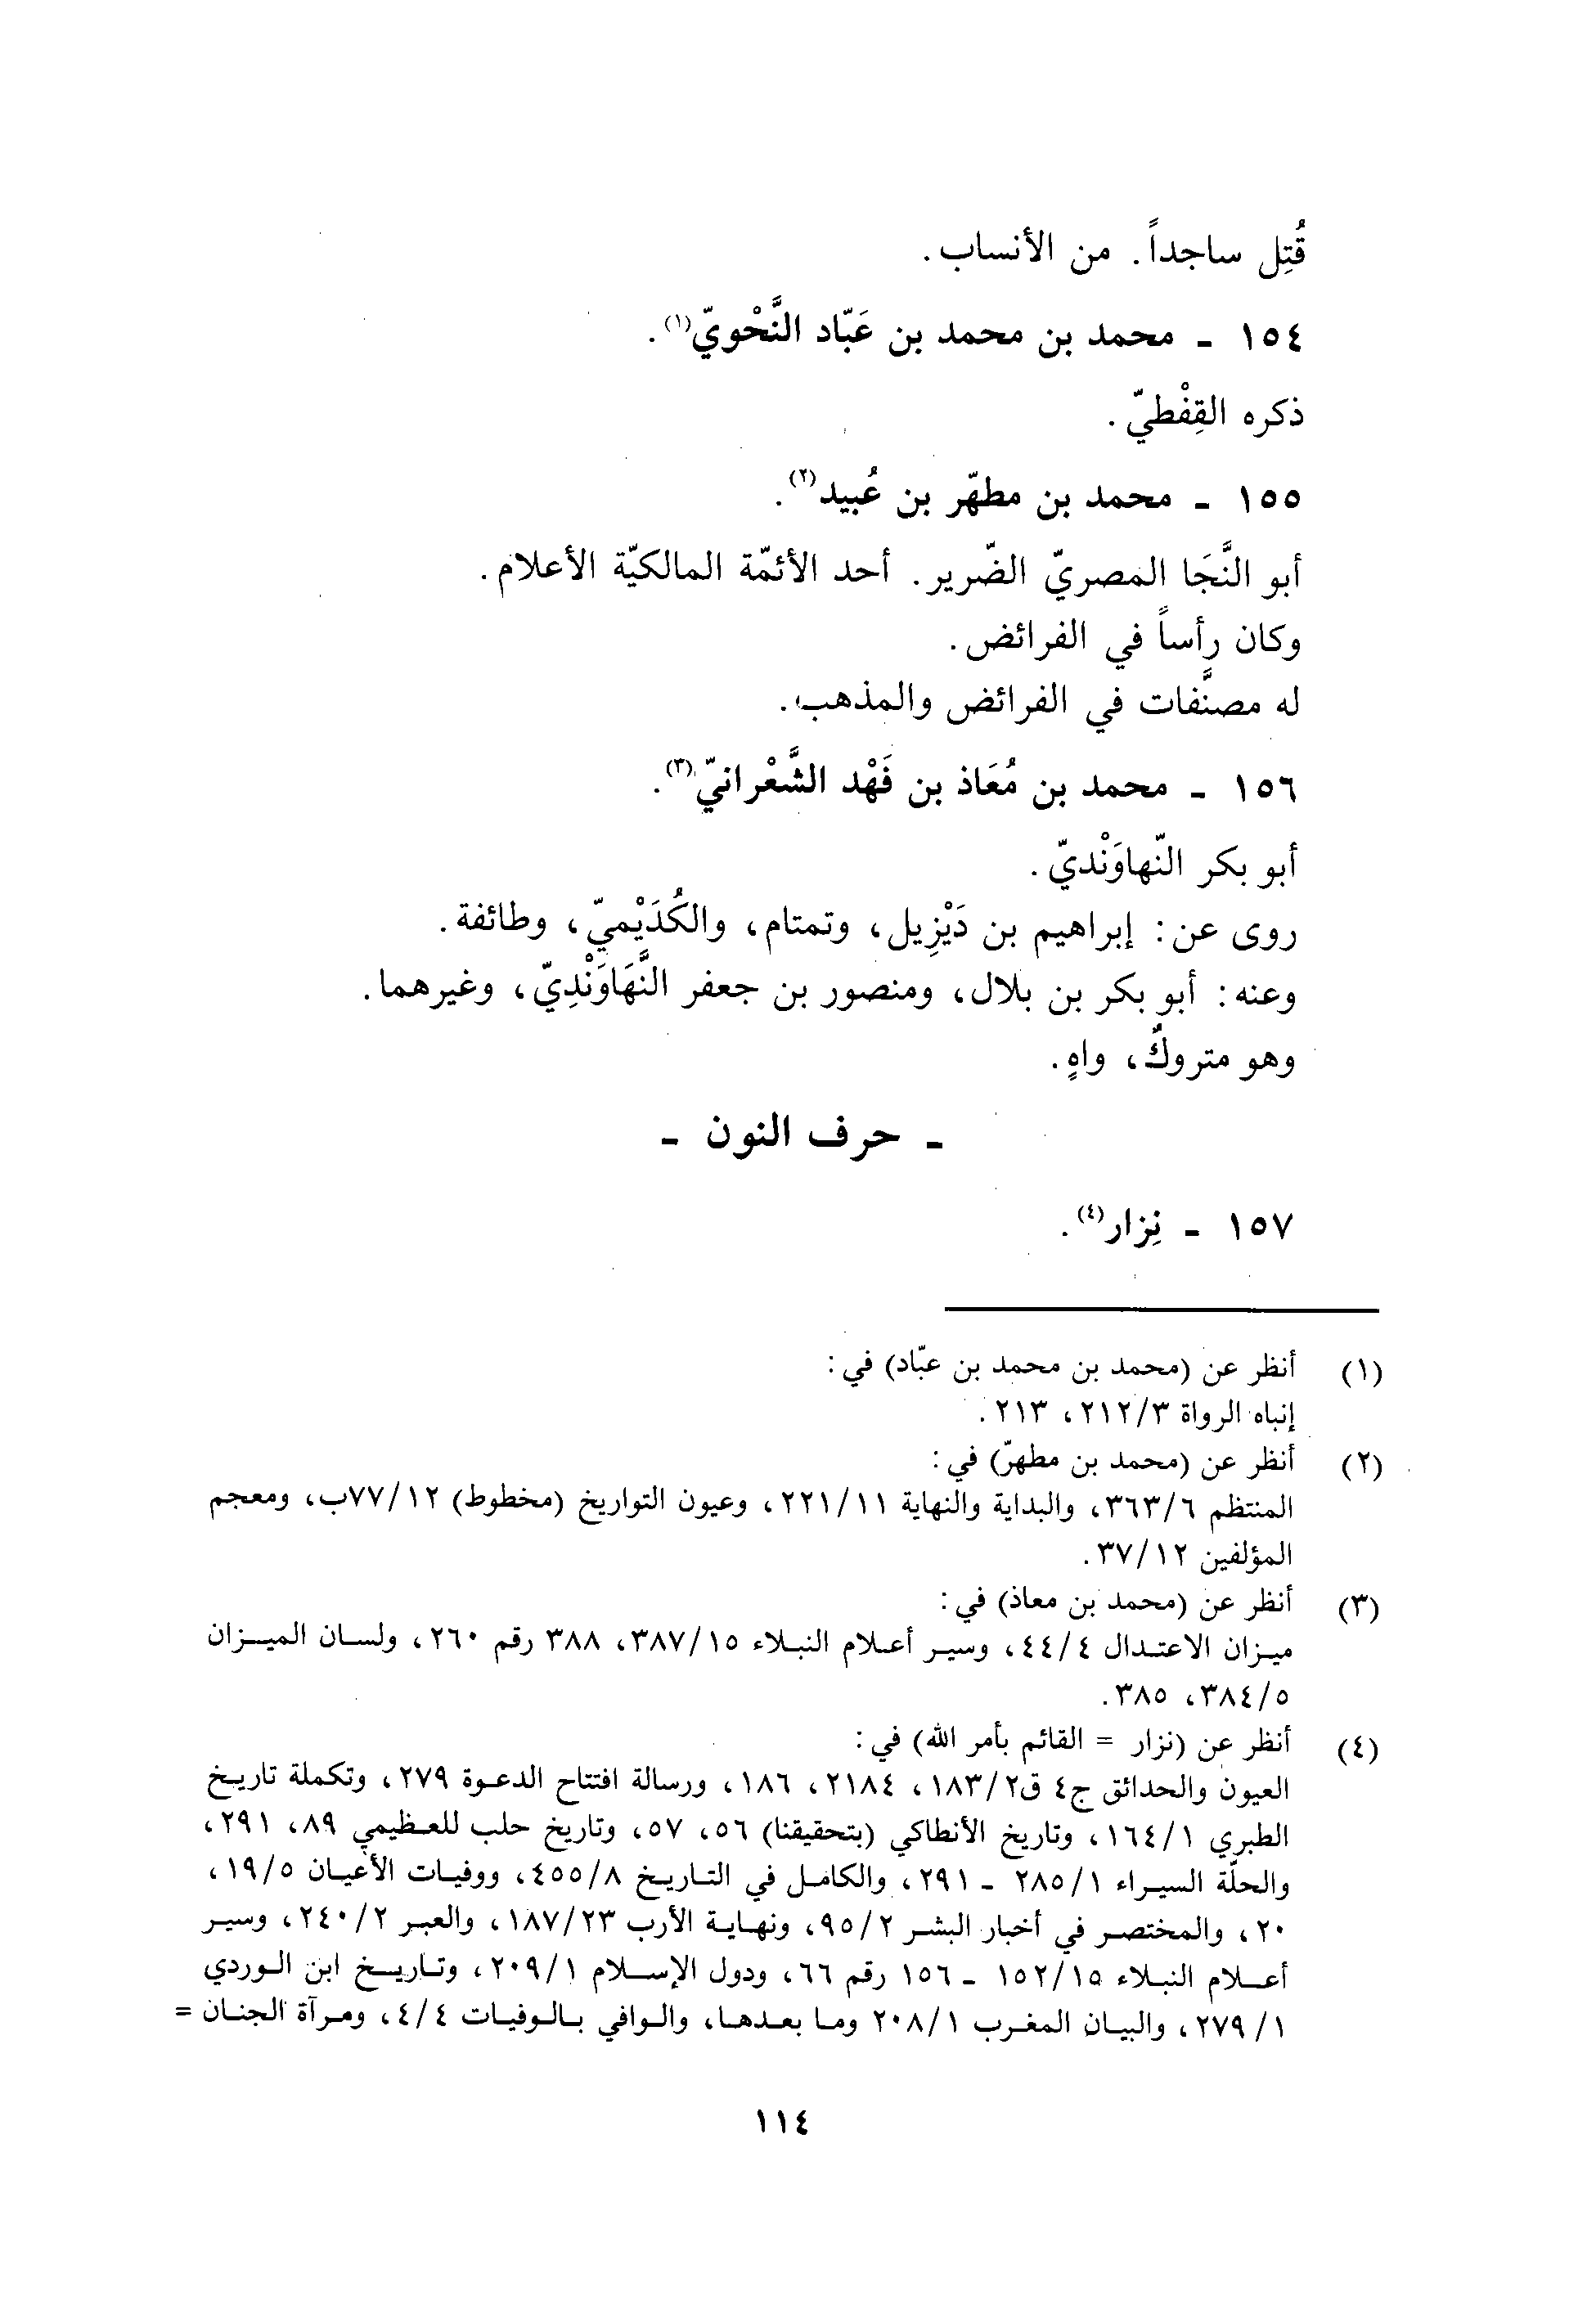 قُتِل ساجداً. من الأنساب.
١٥٤ - محمد بن محمد بن عَبّاد النَّحْويّ(١).
ذكره القِفْطيّ.
١٥٥ - محمد بن مطهّر بن عُبيد(٢).
أبو النَّجَا المصريّ الضّرير. أحد الأئمّة المالكيّة الأعلام.
وكان رأساً في الفرائض.
له مصنَّفات في الفرائض والمذهب.
١٥٦ - محمد بن مُعَاذ بن فَهْد الشَّعْرانيّ(٣).
أبو بكر النّهاوَنْديّ.
روى عن: إبراهيم بن دَيْزِيل، وتمتام، والكُدَيْميّ، وطائفة.
وعنه: أبو بكر بن بلال، ومنصور بن جعفر النَّهَاوَنْدِيّ، وغيرهما.
وهو متروكٌ، واهٍ.
- حرف النون -
١٥٧ - نِزار(٤).
(١) أنظر عن (محمد بن محمد بن عبّاد) في:
إنباه الرواة ٢١٢/٣، ٢١٣.
(٢) أنظر عن (محمد بن مطهرّ) في:
المنتظم ٣٦٣/٦، والبداية والنهاية ٢٢١/١١، وعيون التواريخ (مخطوط) ٧٧/١٢ب، ومعجم
المؤلفين ٣٧/١٢.
(٣) أنظر عن (محمد بن معاذ) في:
ميزان الاعتدال ٤٤/٤، وسير أعلام النبلاء ٣٨٧/١٥، ٣٨٨ رقم ٢٦٠، ولسان الميزان
٣٨٤/٥، ٣٨٥.
(٤) أنظر عن (نزار = القائم بأمر الله) في:
العيون والحدائق ج٤ ق١٨٣/٢، ٢١٨٤، ١٨٦، ورسالة افتتاح الدعوة ٢٧٩، وتكملة تاريخ
الطبري ١٦٤/١، وتاريخ الأنطاكي (بتحقيقنا) ٥٦، ٥٧، وتاريخ حلب للعظيمي ٨٩، ٢٩١،
والحلّة السيراء ٢٨٥/١ - ٢٩١، والكامل في التاريخ ٤٥٥/٨، ووفيات الأعيان ١٩/٥،
٢٠، والمختصر في أخبار البشر ٩٥/٢، ونهاية الأرب ١٨٧/٢٣، والعبر ٢٤٠/٢، وسير
أعلام النبلاء ١٥٢/١٥ - ١٥٦ رقم ٦٦، ودول الإسلام ٢٠٩/١، وتاريخ ابن الوردي
٢٧٩/١، والبيان المغرب ٢٠٨/١ وما بعدها، والوافي بالوفيات ٤/٤، ومرآة الجنان =
١١٤